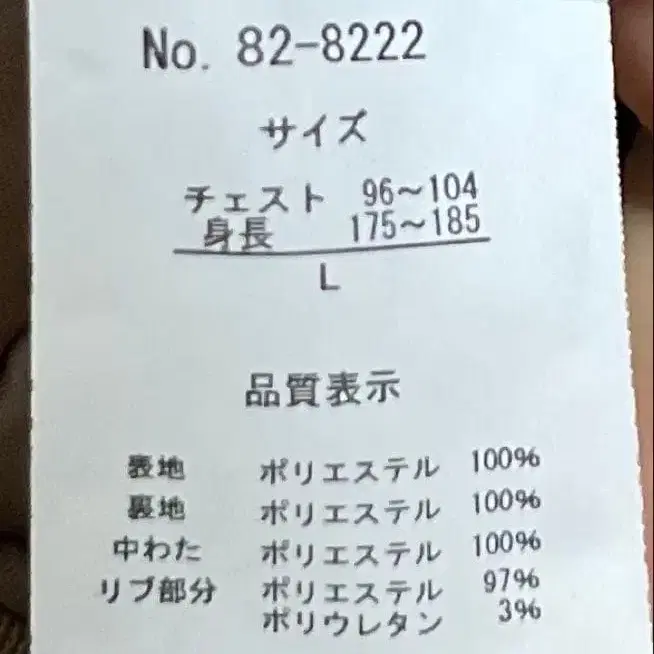 No. 82-8222
サイズ
チェスト 96～104
身長 175～185
L
品質表示
表地 ポリエステル 100%
裏地 ポリエステル 100%
中わた ポリエステル 100%
リブ部分 ポリエステル 97%
ポリウレタン 3%